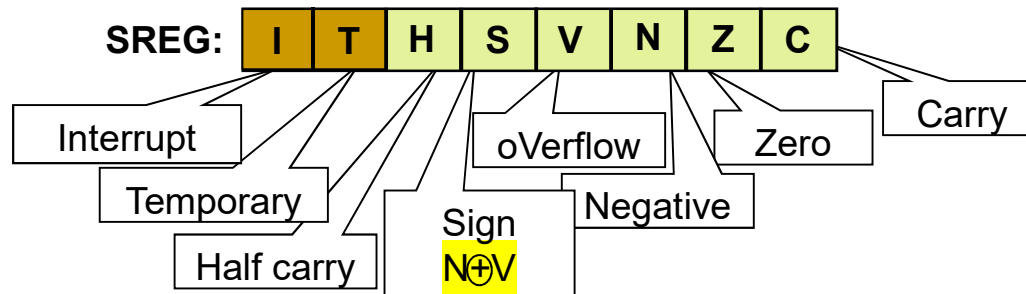 SREG: I T H S V N Z C
Carry
Interrupt
oVerflow
Zero
Temporary
Negative
Sign
Half carry
N⊕V